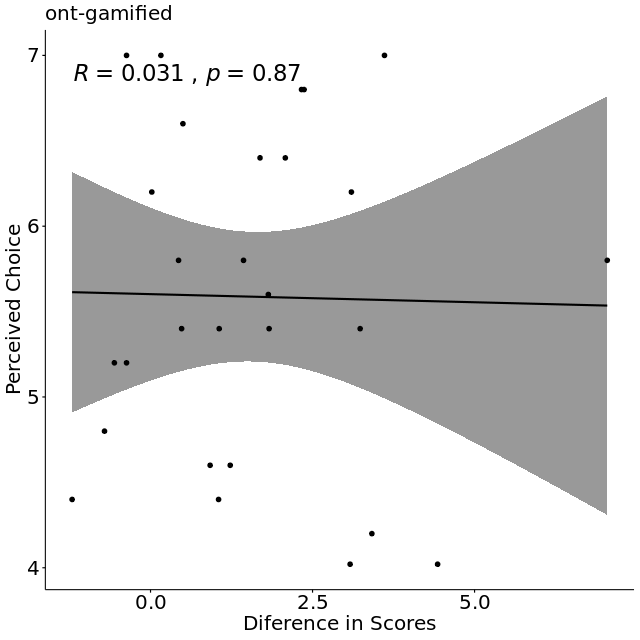 ont-gamified
R = 0.031 , p = 0.87
7
6
5
4
Perceived Choice
0.0 2.5 5.0
Diference in Scores